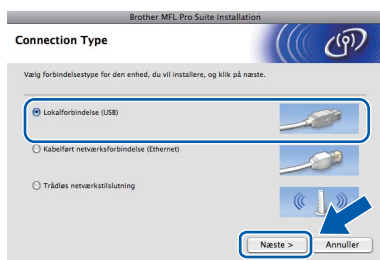 Brother MFL Pro Suite Installation
Connection Type
Vælg forbindelsestype for den enhed, du vil installere, og klik på næste.
Lokalforbindelse (USB)
Kabelført netværksforbindelse (Ethernet)
Trådløs netværkstilslutning
Næste >
Annuller